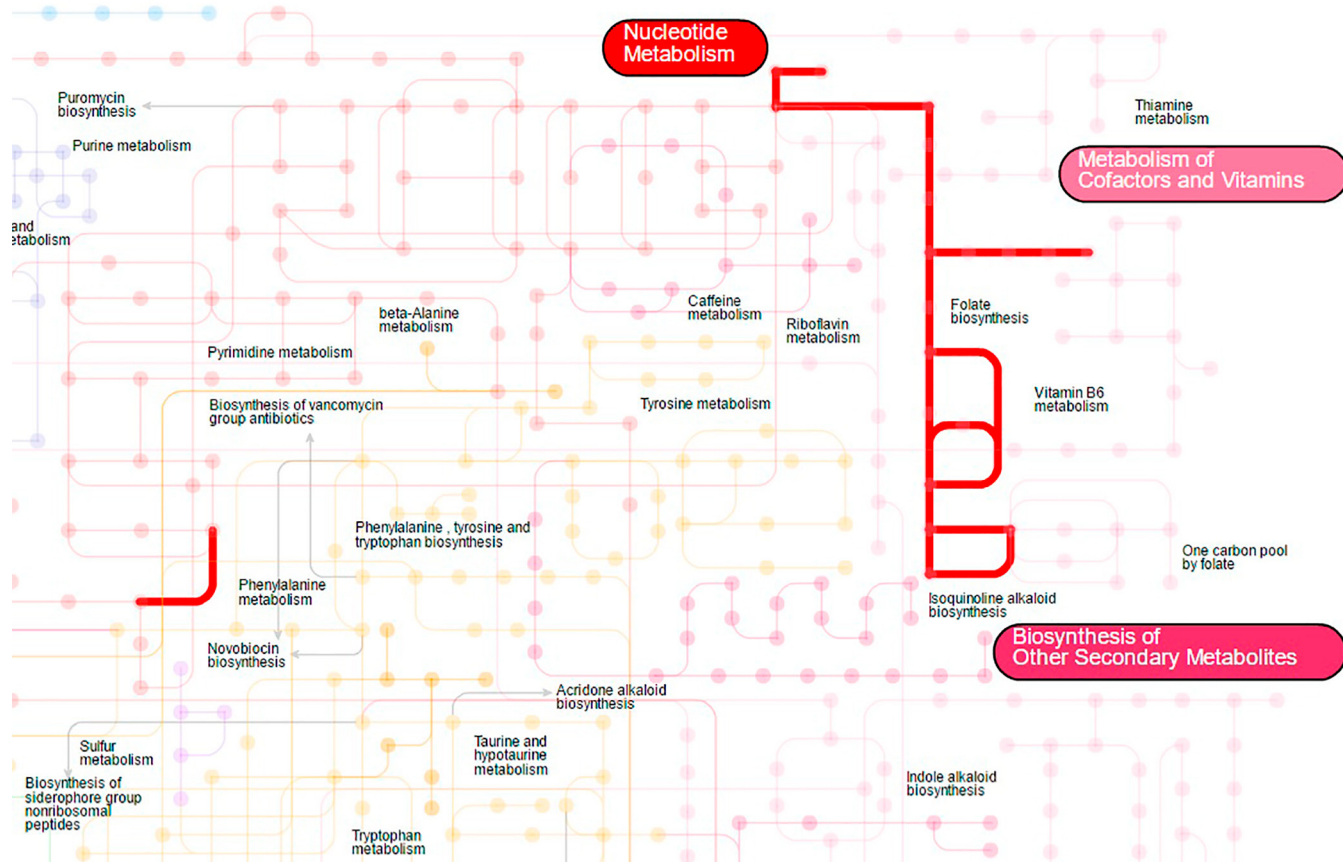 Nucleotide
Metabolism
Puromycin
biosynthesis
Thiamine
metabolism
Purine metabolism
Metabolism of
Cofactors and Vitamins
and
etabolism
beta-Alanine
metabolism
Caffeine
metabolism
Folate
biosynthesis
Riboflavin
metabolism
Pyrimidine metabolism
Biosynthesis of vancomycin
group antibiotics
Tyrosine metabolism
Vitamin B6
metabolism
Phenylalanine , tyrosine and
tryptophan biosynthesis
One carbon pool
by folate
Phenylalanine
metabolism
Isoquinoline alkaloid
biosynthesis
Novobiocin
biosynthesis
Biosynthesis of
Other Secondary Metabolites
Acridone alkaloid
biosynthesis
Sulfur
metabolism
Taurine and
hypotaurine
metabolism
Biosynthesis of
siderophore group
nonribosomal
peptides
Indole alkaloid
biosynthesis
Tryptophan
metabolism